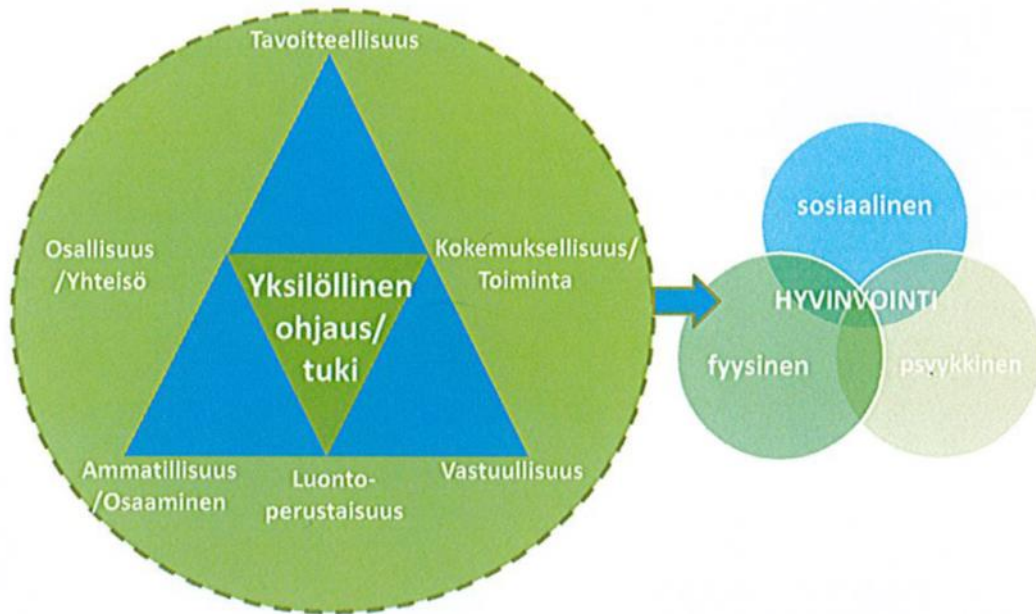 Tavoitteellisuus
Osallisuus
/Yhteisö
Kokemuksellisuus/
Toiminta
Yksilöllinen
ohjaus/
tuki
Ammatillisuus
/Osaaminen
Luonto-
perustaisuus
Vastuullisuus
sosiaalinen
HYVINVOINTI
fyysinen
psyykkinen